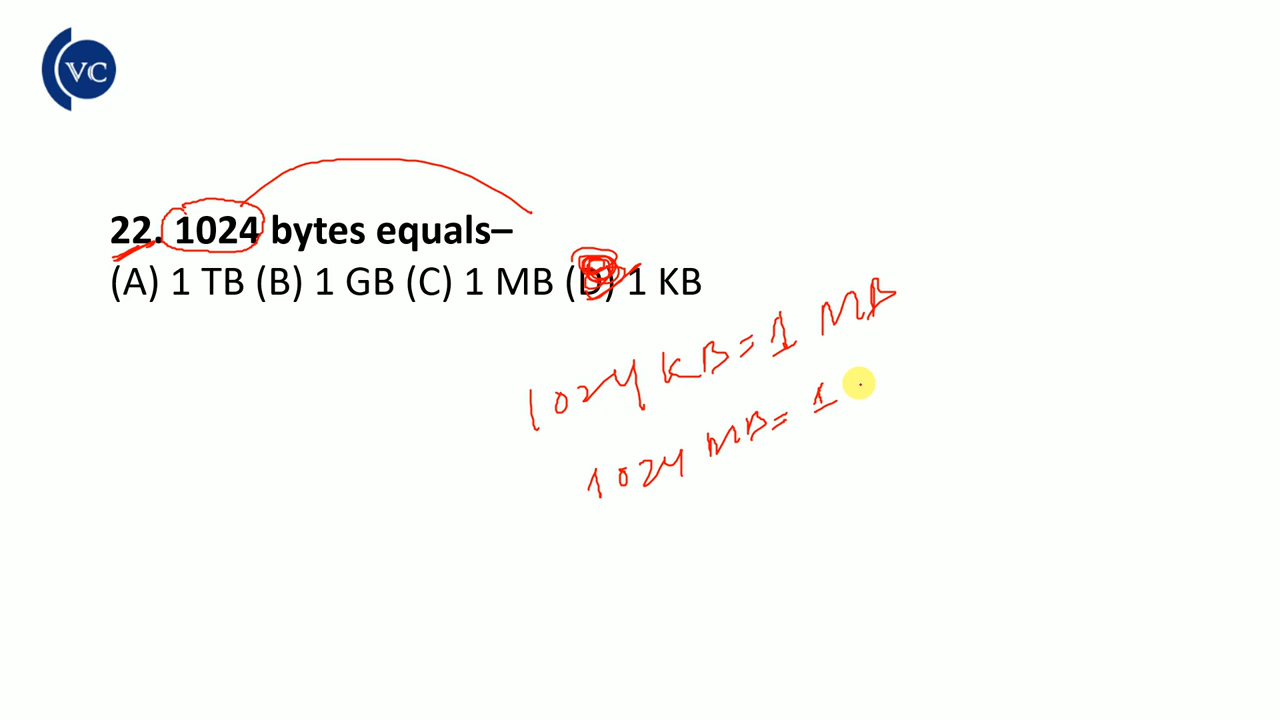 VC
22. 1024 bytes equals–
(A) 1 TB (B) 1 GB (C) 1 MB (D) 1 KB
1024 KB = 1 MB
1024 MB = 1